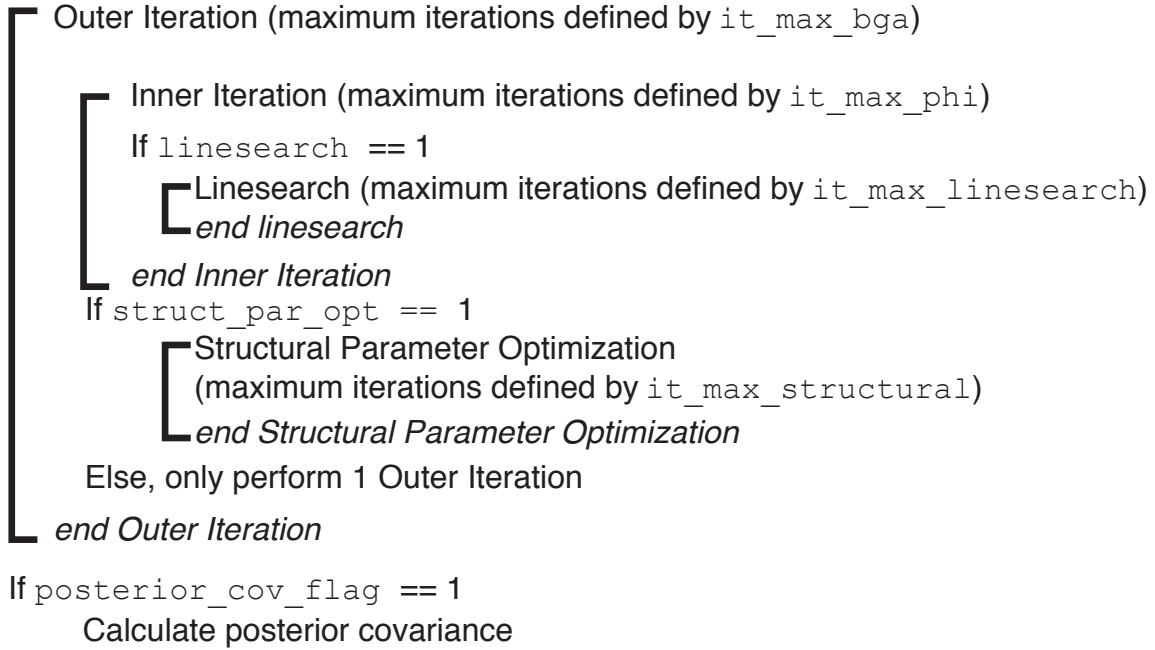 Outer Iteration (maximum iterations defined by it_max_bga)
Inner Iteration (maximum iterations defined by it_max_phi)
If linesearch == 1
Linesearch (maximum iterations defined by it_max_linesearch)
end linesearch
end Inner Iteration
If struct_par_opt == 1
Structural Parameter Optimization
(maximum iterations defined by it_max_structural)
end Structural Parameter Optimization
Else, only perform 1 Outer Iteration
end Outer Iteration
If posterior_cov_flag == 1
Calculate posterior covariance